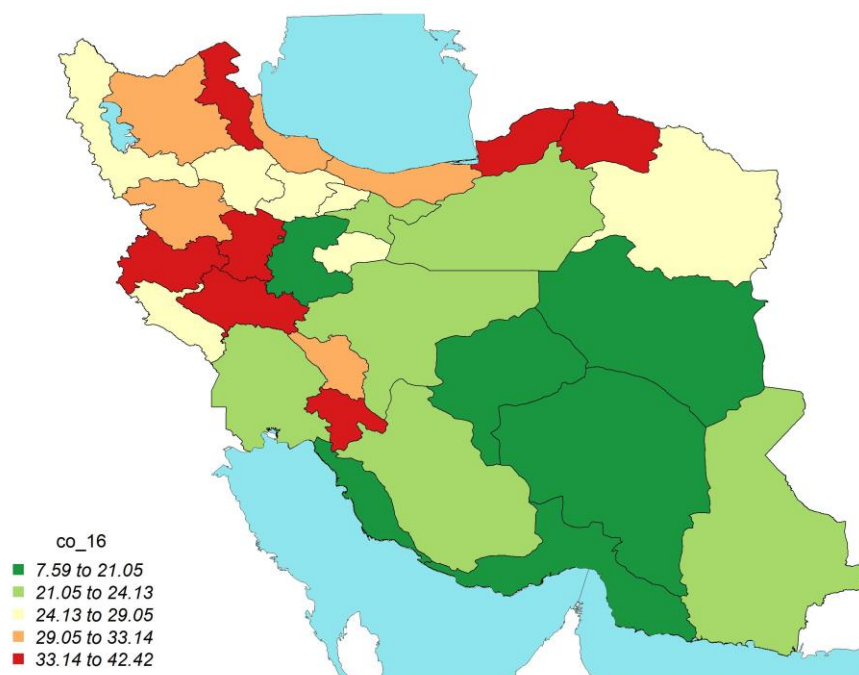 co_16
7.59 to 21.05
21.05 to 24.13
24.13 to 29.05
29.05 to 33.14
33.14 to 42.42